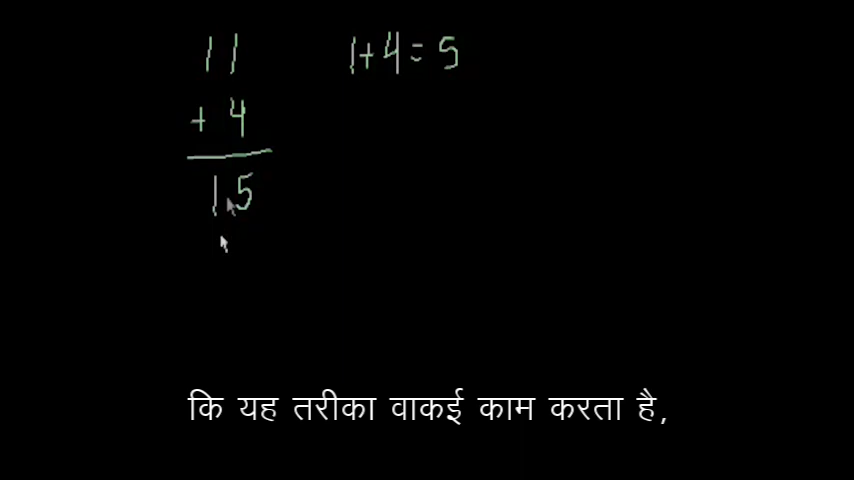 11 1+4=5
+ 4
15
कि यह तरीका वाकई काम करता है,